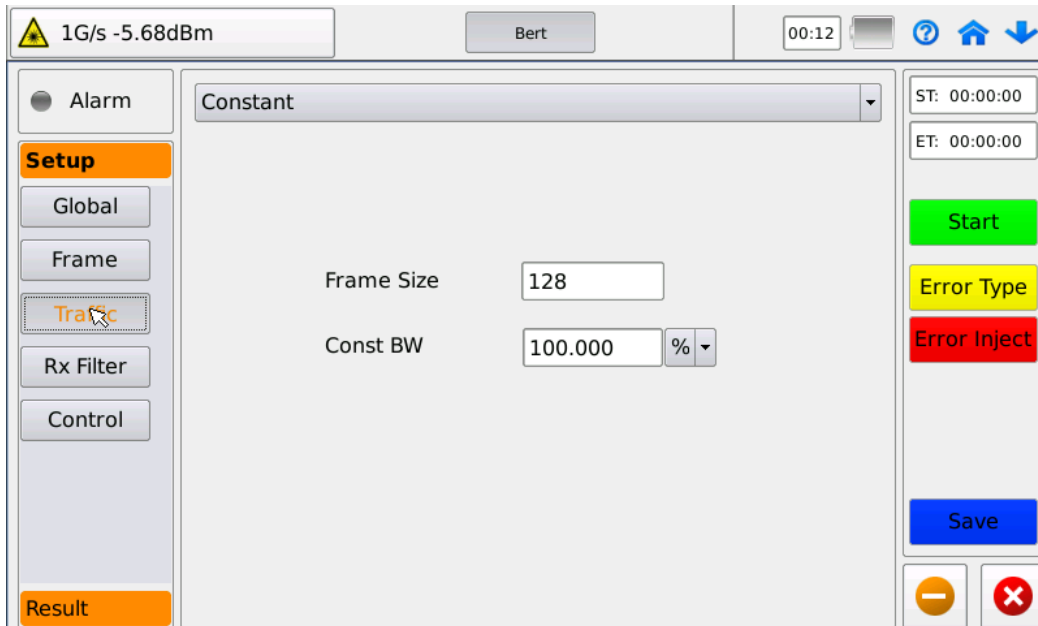 1G/s -5.68dBm
Bert
00:12
Alarm
Constant
ST: 00:00:00
ET: 00:00:00
Setup
Global
Frame
Traffic
Rx Filter
Control
Frame Size
128
Const BW
100.000
%
Start
Error Type
Error Inject
Save
Result